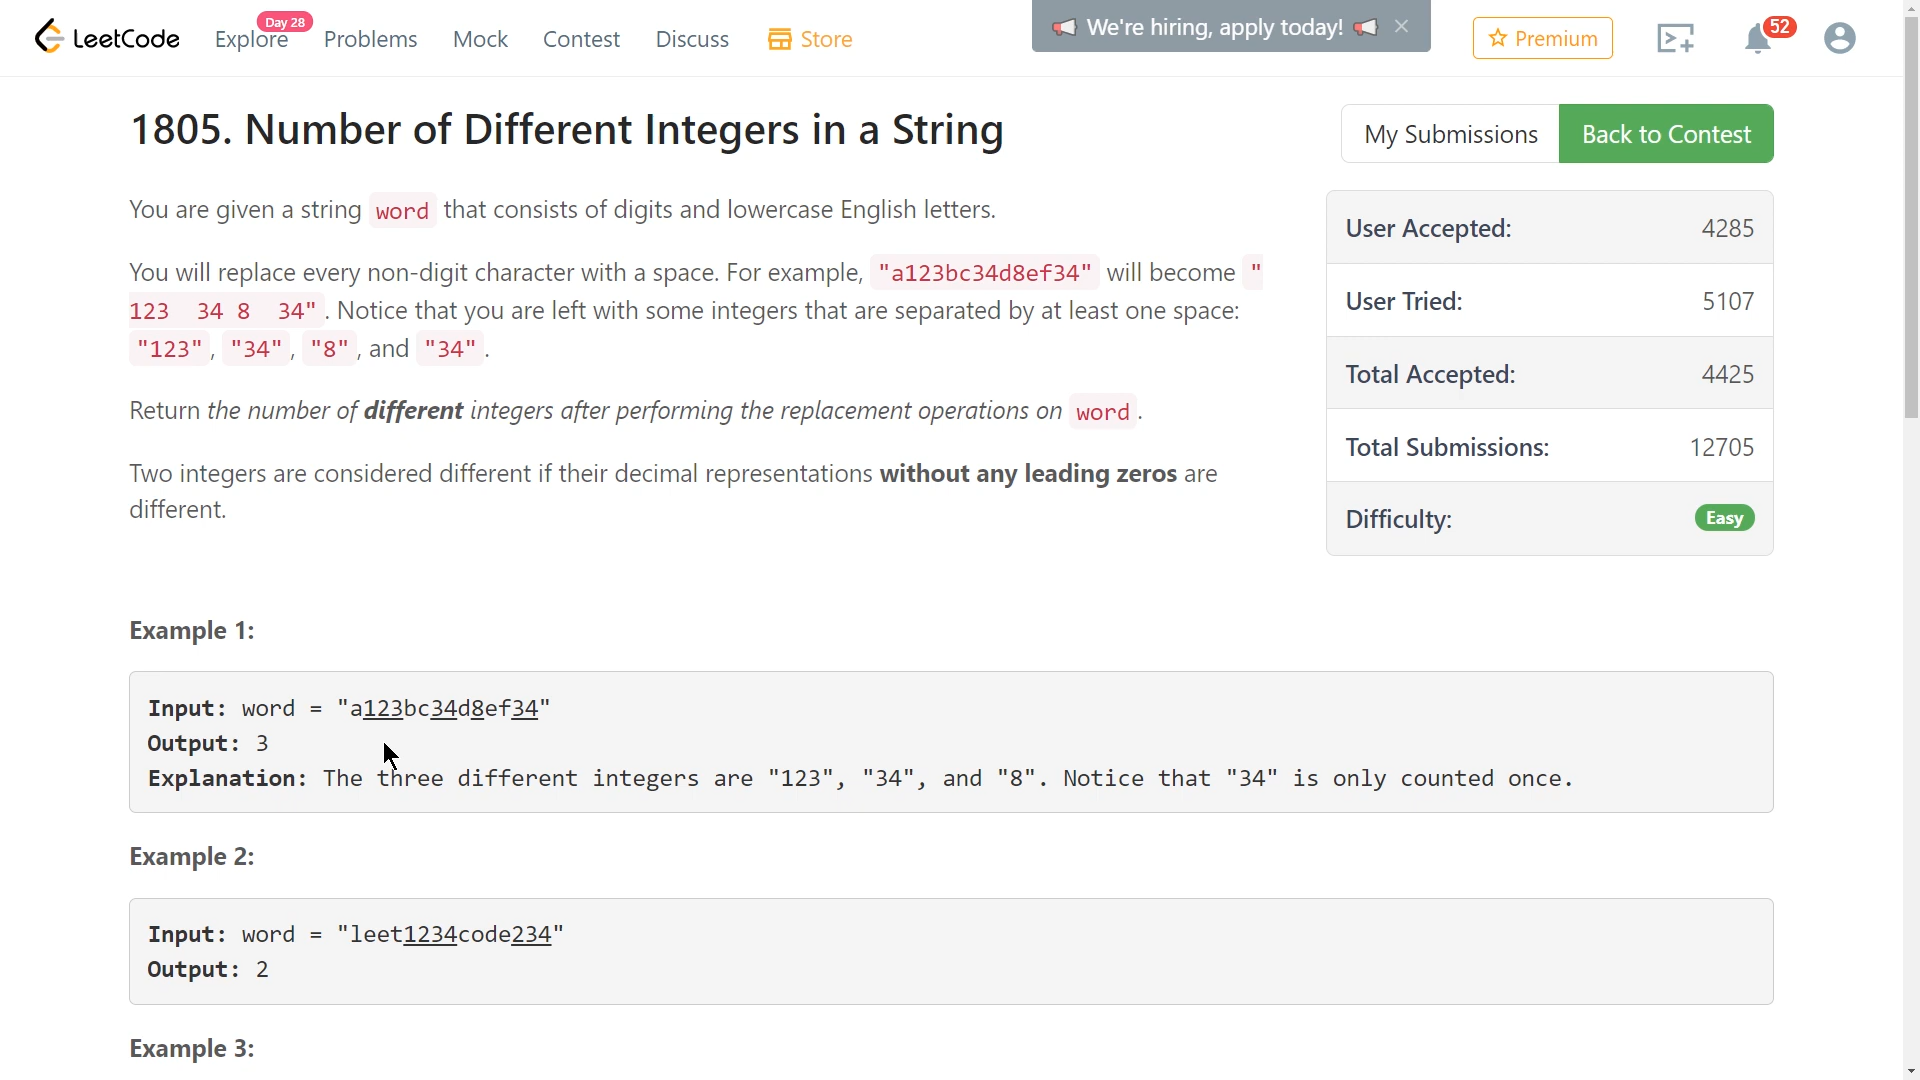 LeetCode Explore Day 28 Problems Mock Contest Discuss Store 📢 We're hiring, apply today! 📢 × Premium 52
1805. Number of Different Integers in a String
My Submissions Back to Contest
You are given a string word that consists of digits and lowercase English letters.
You will replace every non-digit character with a space. For example, "a123bc34d8ef34" will become "
123  34 8  34". Notice that you are left with some integers that are separated by at least one space:
"123", "34", "8", and "34".
Return the number of different integers after performing the replacement operations on word.
Two integers are considered different if their decimal representations without any leading zeros are
different.
User Accepted: 4285
User Tried: 5107
Total Accepted: 4425
Total Submissions: 12705
Difficulty: Easy
Example 1:
Input: word = "a123bc34d8ef34"
Output: 3
Explanation: The three different integers are "123", "34", and "8". Notice that "34" is only counted once.
Example 2:
Input: word = "leet1234code234"
Output: 2
Example 3: